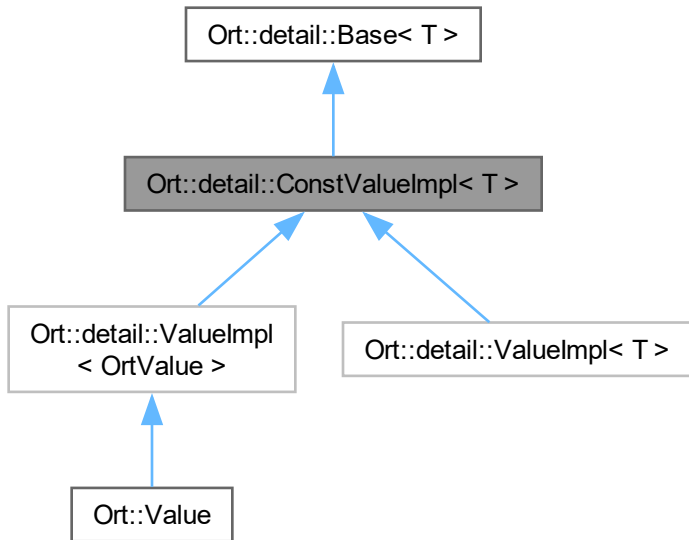 Ort::detail::Base< T >
Ort::detail::ConstValueImpl< T >
Ort::detail::ValueImpl
< OrtValue >
Ort::detail::ValueImpl< T >
Ort::Value